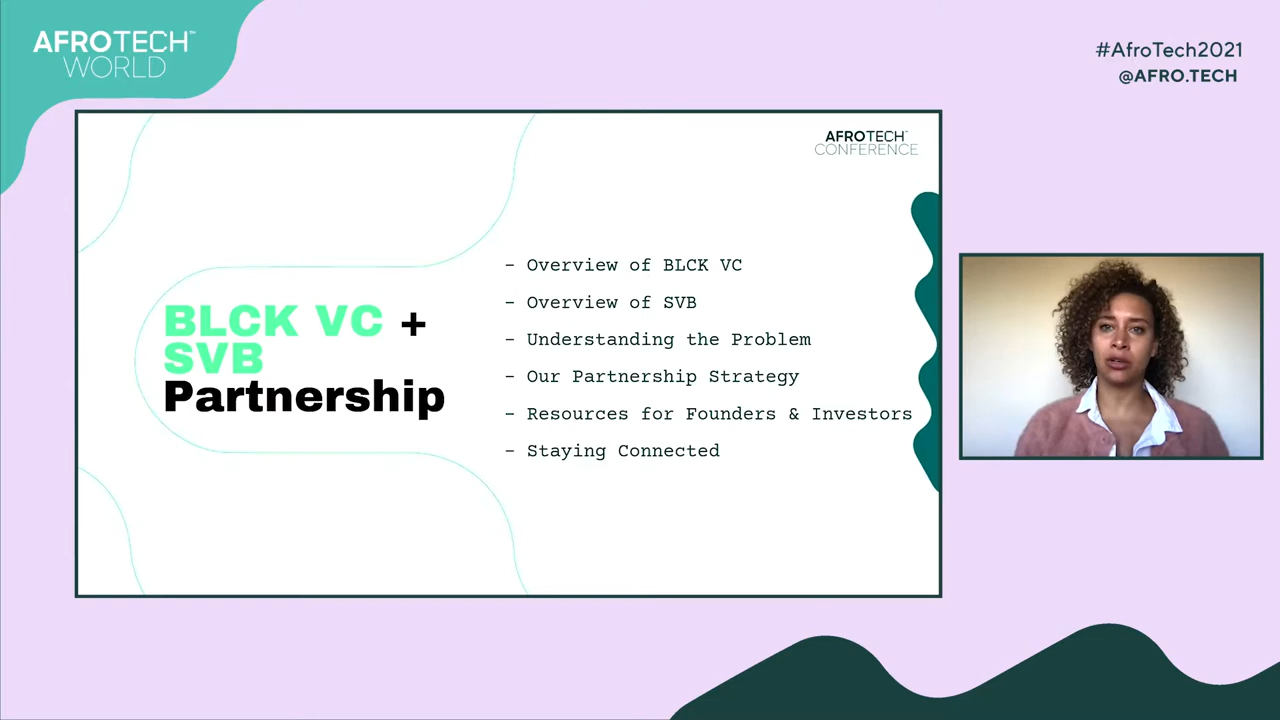 AFROTECH™
WORLD
#AfroTech2021
@AFRO.TECH
AFROTECH™
CONFERENCE
BLCK VC +
SVB
Partnership
- Overview of BLCK VC
- Overview of SVB
- Understanding the Problem
- Our Partnership Strategy
- Resources for Founders & Investors
- Staying Connected